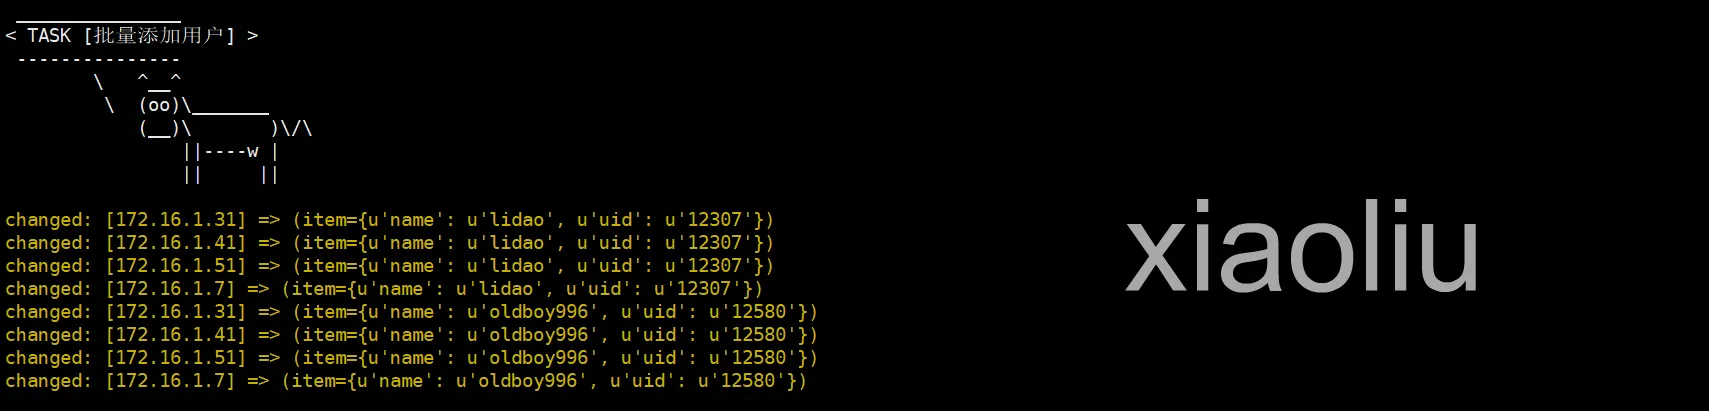 _______________
< TASK [批量添加用户] >
 ---------------
        \   ^__^
         \  (oo)\_______
            (__)\       )\/\
                ||----w |
                ||     ||
changed: [172.16.1.31] => (item={u'name': u'lidao', u'uid': u'12307'})
changed: [172.16.1.41] => (item={u'name': u'lidao', u'uid': u'12307'})
changed: [172.16.1.51] => (item={u'name': u'lidao', u'uid': u'12307'})
changed: [172.16.1.7] => (item={u'name': u'lidao', u'uid': u'12307'})
changed: [172.16.1.31] => (item={u'name': u'oldboy996', u'uid': u'12580'})
changed: [172.16.1.41] => (item={u'name': u'oldboy996', u'uid': u'12580'})
changed: [172.16.1.51] => (item={u'name': u'oldboy996', u'uid': u'12580'})
changed: [172.16.1.7] => (item={u'name': u'oldboy996', u'uid': u'12580'})
xiaoliu